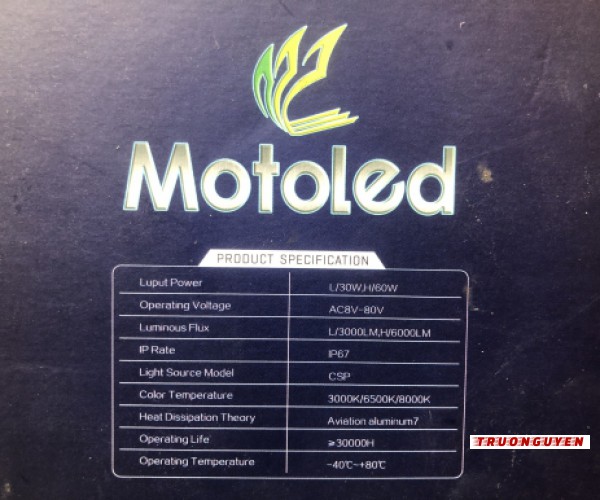 Motoled
PRODUCT SPECIFICATION
Luput Power L/30W,H/60W
Operating Voltage AC8V-80V
Luminous Flux L/3000LM,H/6000LM
IP Rate IP67
Light Source Model CSP
Color Temperature 3000K/6500K/8000K
Heat Dissipation Theory Aviation aluminum7
Operating Life ≥30000H
Operating Temperature -40℃~+80℃
TRUONGUYEN